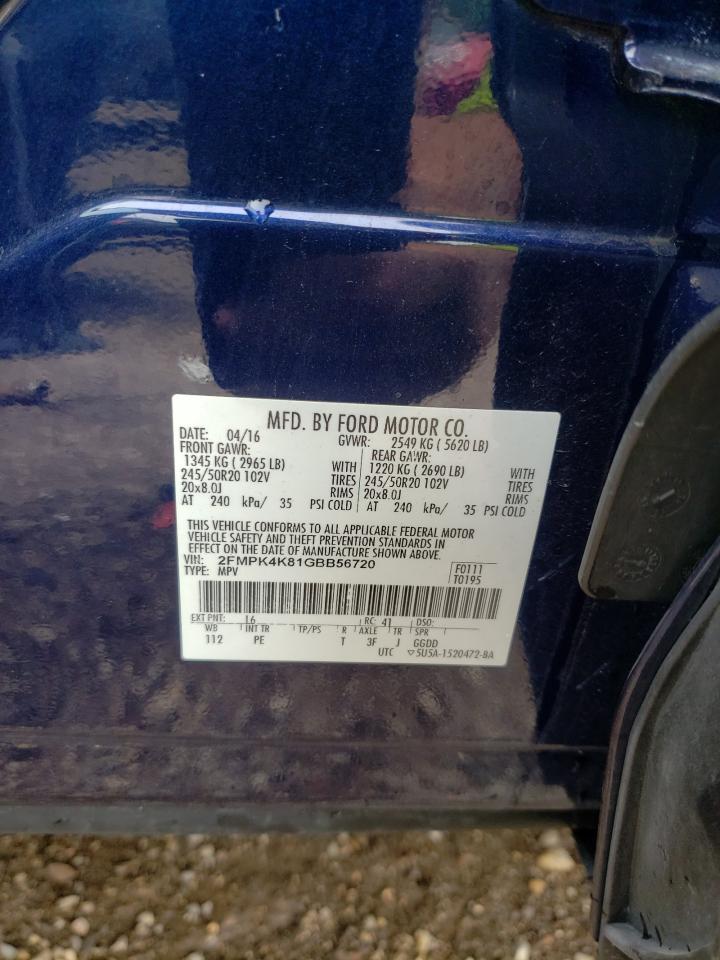 MFD. BY FORD MOTOR CO.
DATE: 04/16 GVWR: 2549 KG ( 5620 LB)
FRONT GAWR: REAR GAWR:
1345 KG ( 2965 LB) WITH 1220 KG ( 2690 LB) WITH
245/50R20 102V TIRES 245/50R20 102V TIRES
20x8.0J RIMS 20x8.0J RIMS
AT 240 kPa/ 35 PSI COLD AT 240 kPa/ 35 PSI COLD
THIS VEHICLE CONFORMS TO ALL APPLICABLE FEDERAL MOTOR
VEHICLE SAFETY AND THEFT PREVENTION STANDARDS IN
EFFECT ON THE DATE OF MANUFACTURE SHOWN ABOVE.
VIN: 2FMPK4K81GBB56720 F0111
TYPE: MPV T0195
EXT PNT: L6 RC: 41 DSO:
WB INT TR TP/PS R AXLE TR SPR
112 PE T 3F J GGDD
UTC ▽5U5A-1520472-BA